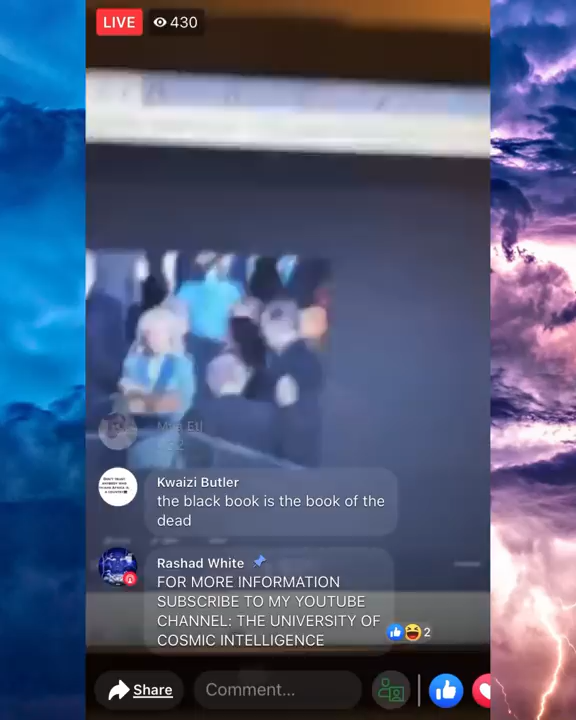 LIVE 430
Kwaizi Butler
the black book is the book of the
dead
Rashad White
FOR MORE INFORMATION
SUBSCRIBE TO MY YOUTUBE
CHANNEL: THE UNIVERSITY OF
COSMIC INTELLIGENCE
2
Share Comment...